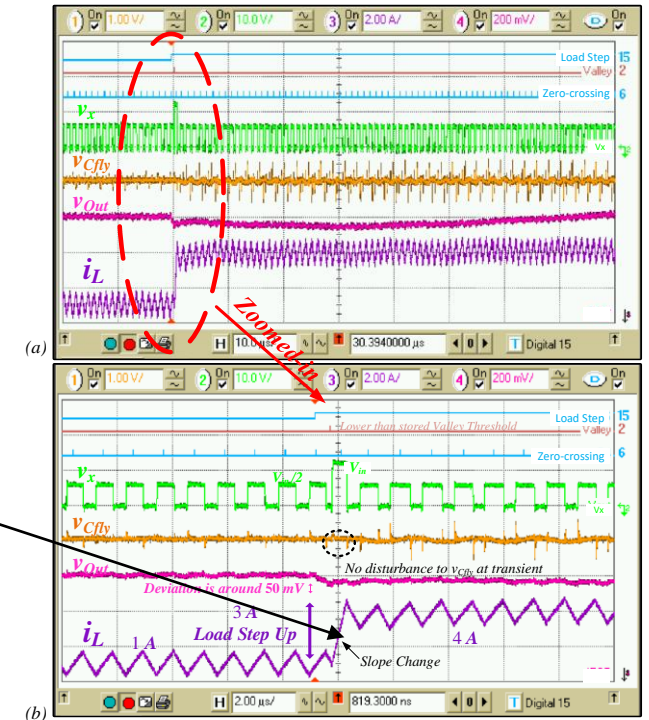 1 On 1.00 V/ 2 On 10.0 V/ 3 On 2.00 A/ 4 On 200 mV/ On
Load Step 15
Valley 2
Zero-crossing 6
vx
Vx
vCfly
vOut
iL
Zoomed-in
(a)
H 10.0 µs/ 30.3940000 µs 0 T Digital 15
1 On 1.00 V/ 2 On 10.0 V/ 3 On 2.00 A/ 4 On 200 mV/ On
Load Step 15
Lower than stored Valley Threshold Valley 2
Zero-crossing 6
vx Vin/2 Vin
Vx
vCfly
No disturbance to vCfly at transient
vOut
Deviation is around 50 mV
3 A
iL 1 A Load Step Up 4 A
Slope Change
(b)
H 2.00 µs/ 819.3000 ns 0 T Digital 15